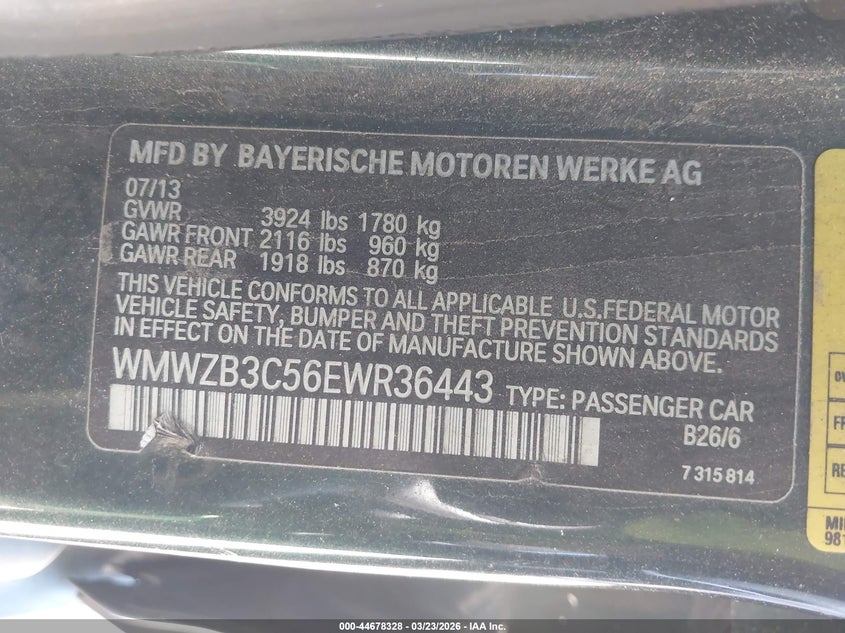 MFD BY BAYERISCHE MOTOREN WERKE AG
07/13
GVWR 3924 lbs 1780 kg
GAWR FRONT 2116 lbs 960 kg
GAWR REAR 1918 lbs 870 kg
THIS VEHICLE CONFORMS TO ALL APPLICABLE U.S.FEDERAL MOTOR
VEHICLE SAFETY, BUMPER AND THEFT PREVENTION STANDARDS
IN EFFECT ON THE DATE OF MANUFACTURE SHOWN ABOVE.
WMWZB3C56EWR36443 TYPE: PASSENGER CAR
B26/6
7 315 814
000-44678328 - 03/23/2026 - IAA Inc.